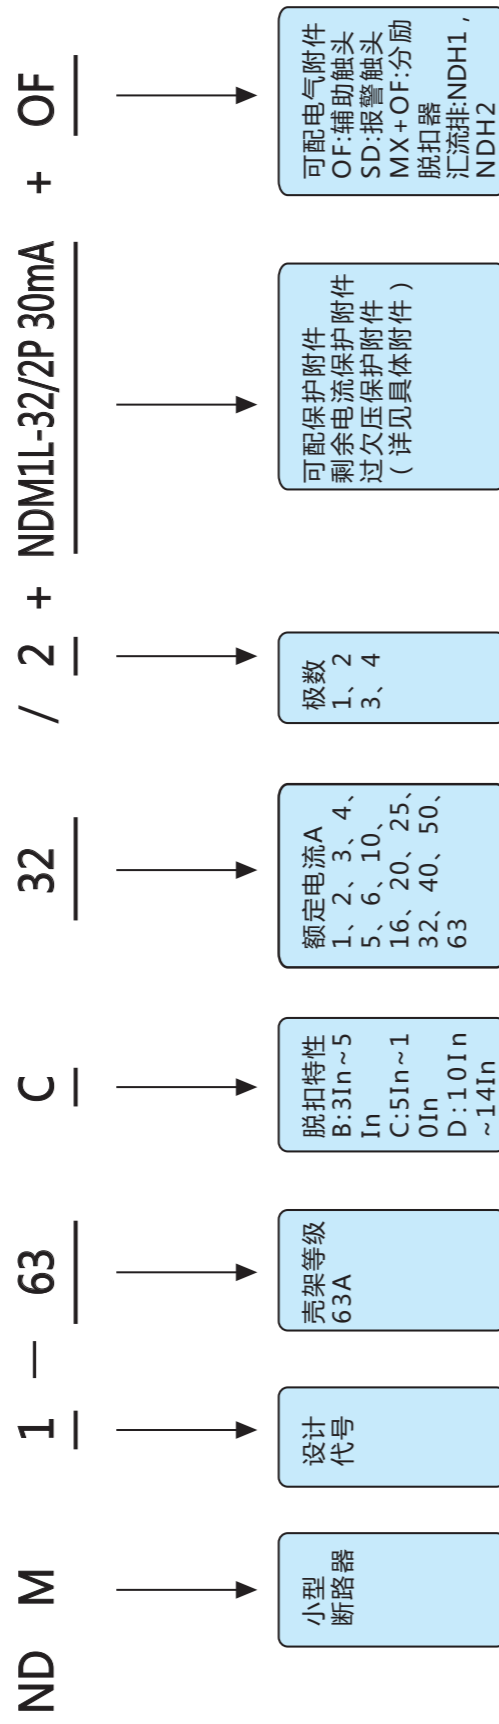 ND M 1 — 63 C 32 / 2 + NDM1L-32/2P 30mA + OF
小型
断路器
设计
代号
壳架等级
63A
脱扣特性
B:3In~5
In
C:5In~1
0In
D:10In
~14In
额定电流A
1、2、3、4、
5、6、10、
16、20、25、
32、40、50、
63
极数
1、2
3、4
可配保护附件
剩余电流保护附件
过欠压保护附件
(详见具体附件)
可配电气附件
OF:辅助触头
SD:报警触头
MX+OF:分励
脱扣器
汇流排:NDH1,
NDH2